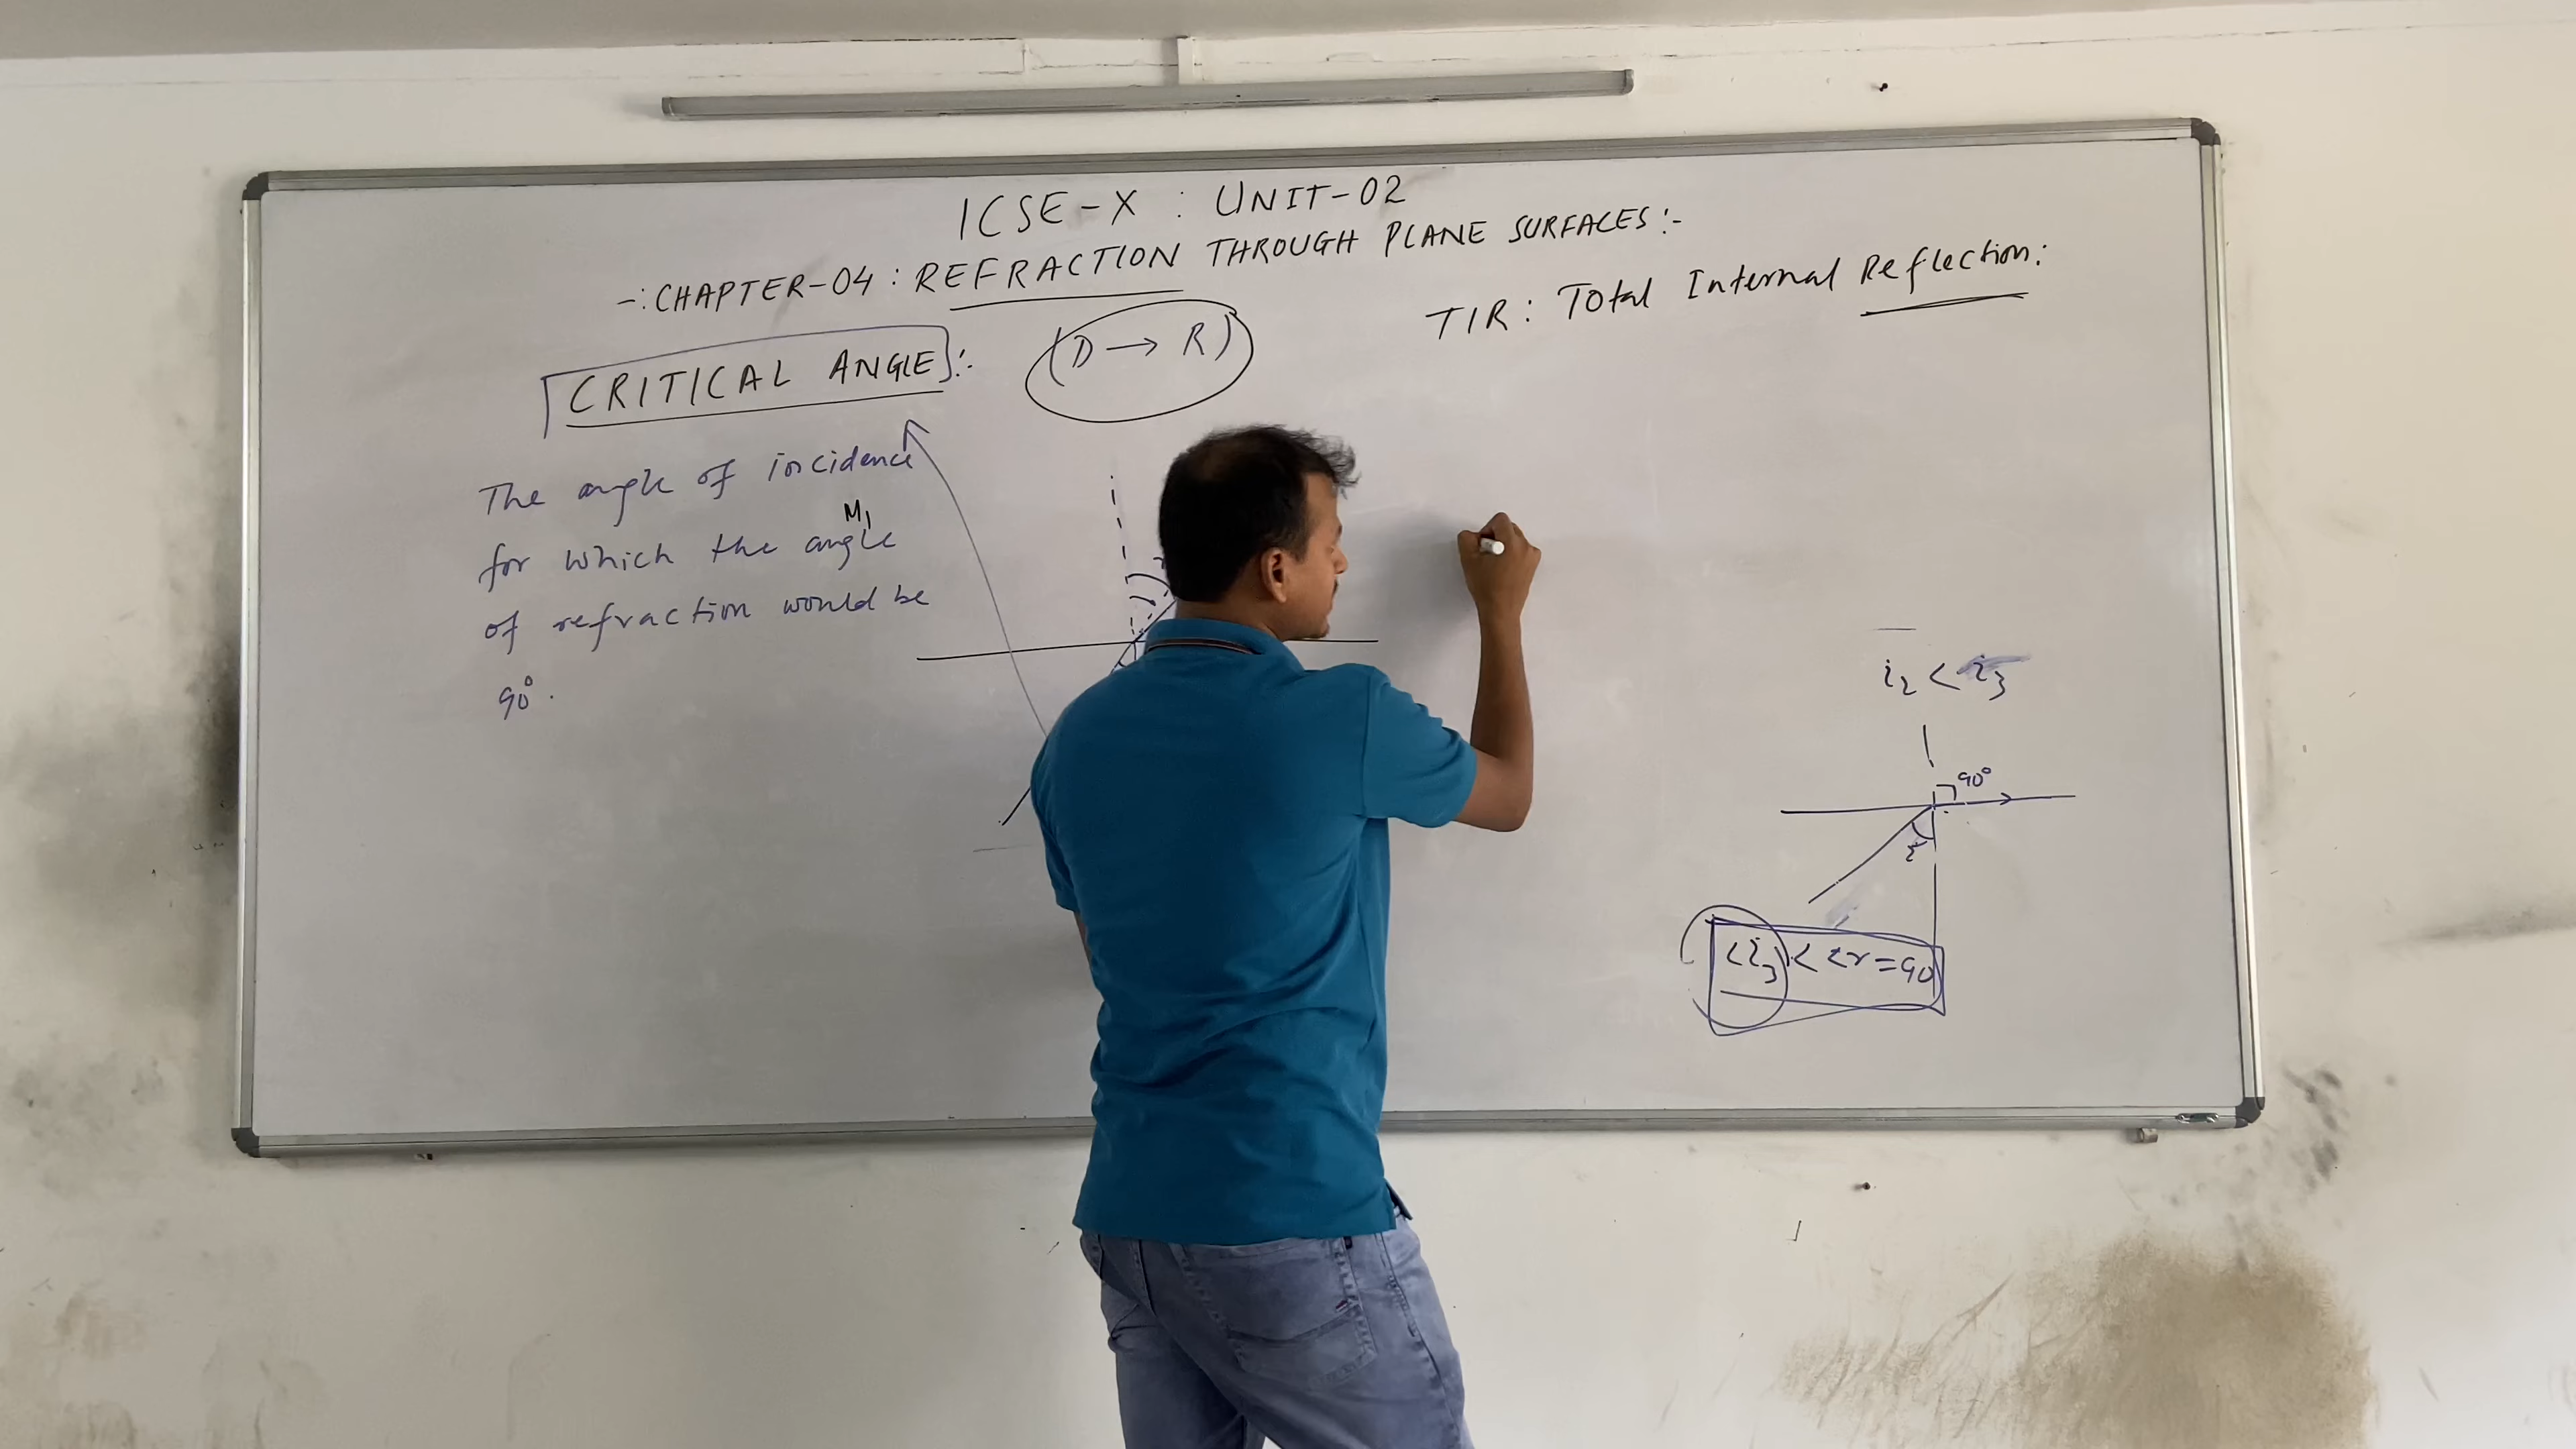 ICSE-X : UNIT-02
-:CHAPTER-04 : REFRACTION THROUGH PLANE SURFACES:-
CRITICAL ANGLE:-
(D → R)
TIR: Total Internal Reflection:
The angle of incidence
M1
for which the angle
of refraction would be
90°.
i2 < i3
90°
i
<i3 < <r=90